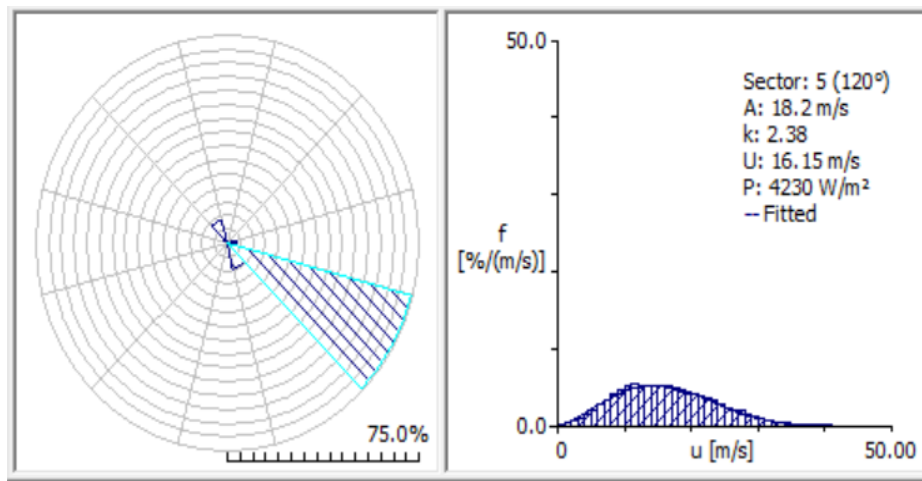 75.0%
50.0
f
[%/(m/s)]
0.0
0
u [m/s]
50.00
Sector: 5 (120°)
A: 18.2 m/s
k: 2.38
U: 16.15 m/s
P: 4230 W/m²
-- Fitted